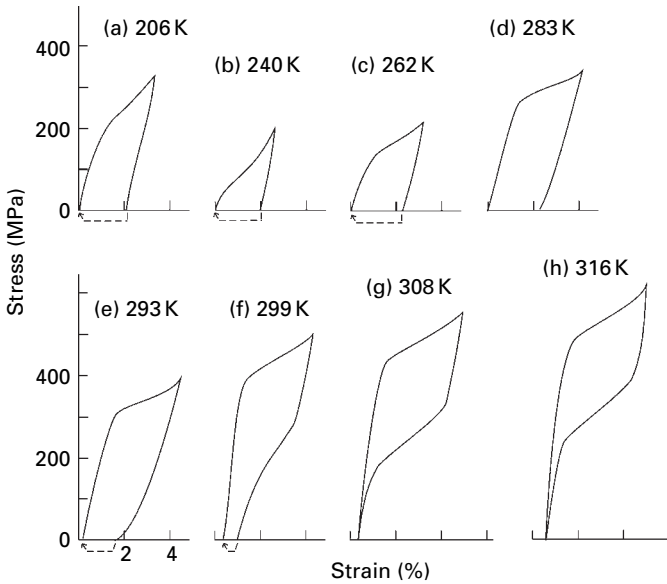 (a) 206 K
(b) 240 K
(c) 262 K
(d) 283 K
400
200
0
(e) 293 K
(f) 299 K
(g) 308 K
(h) 316 K
400
200
0
2
4
Stress (MPa)
Strain (%)